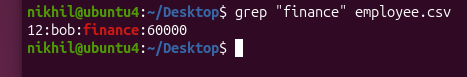 nikhil@ubuntu4:~/Desktop$ grep "finance" employee.csv
12:bob:finance:60000
nikhil@ubuntu4:~/Desktop$